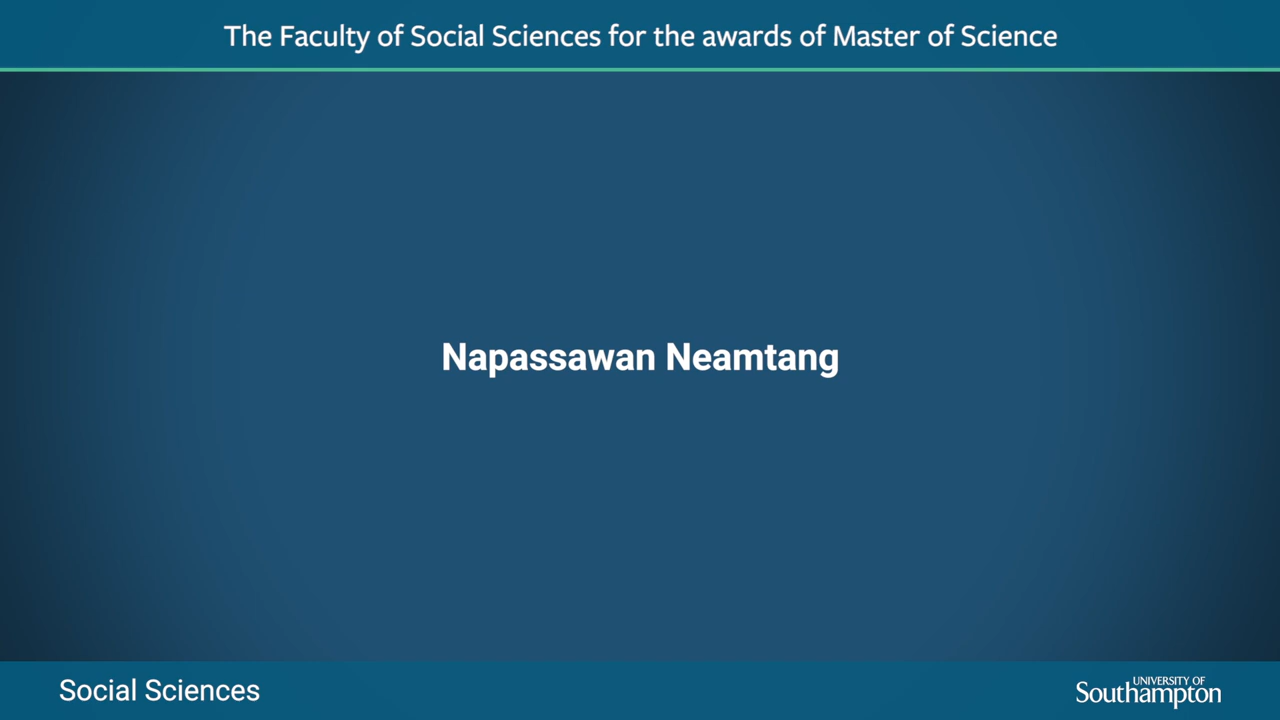 The Faculty of Social Sciences for the awards of Master of Science
Napassawan Neamtang
Social Sciences
UNIVERSITY OF
Southampton